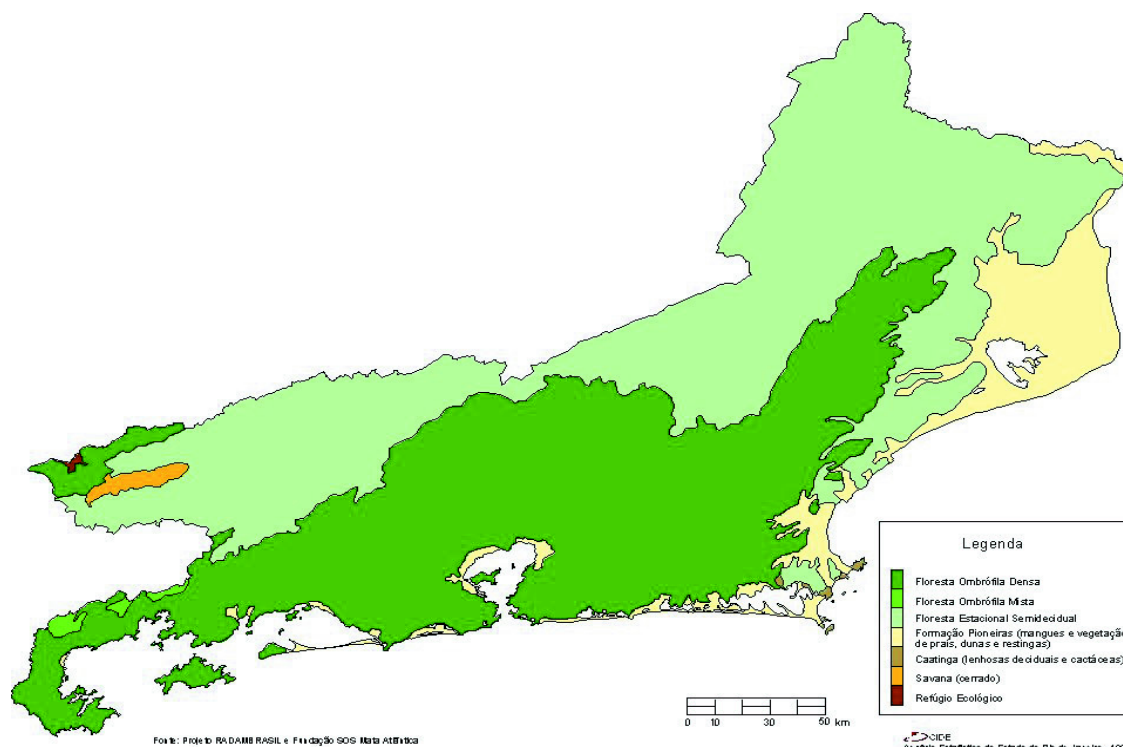 Legenda
Floresta Ombrófila Densa
Floresta Ombrófila Mista
Floresta Estacional Semidecidual
Formação Pioneiras (mangues e vegetação
de prais, dunas e restingas)
Caatinga (lenhosas deciduais e cactáceas)
Savana (cerrado)
Refúgio Ecológico
0 10 30 50 km
Fonte: Projeto RADAMBRASIL e Fundação SOS Mata Atlântica
CIDE